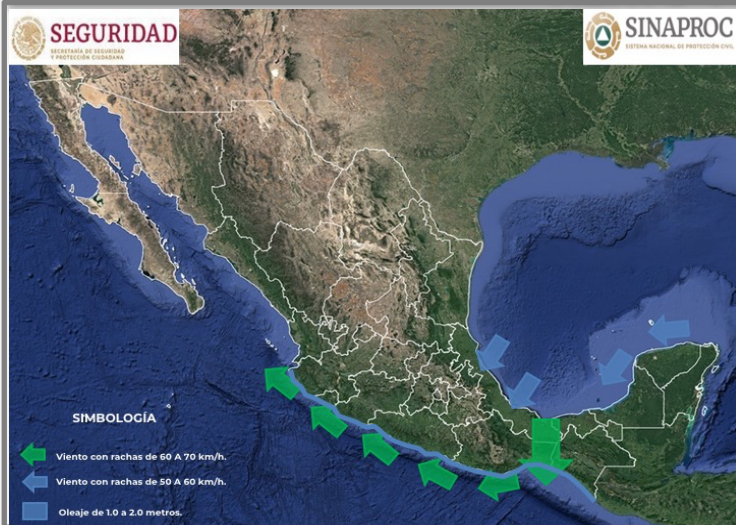 SEGURIDAD
SECRETARÍA DE SEGURIDAD
Y PROTECCIÓN CIUDADANA
SINAPROC
SISTEMA NACIONAL DE PROTECCIÓN CIVIL
SIMBOLOGÍA
Viento con rachas de 60 A 70 km/h.
Viento con rachas de 50 A 60 km/h.
Oleaje de 1.0 a 2.0 metros.